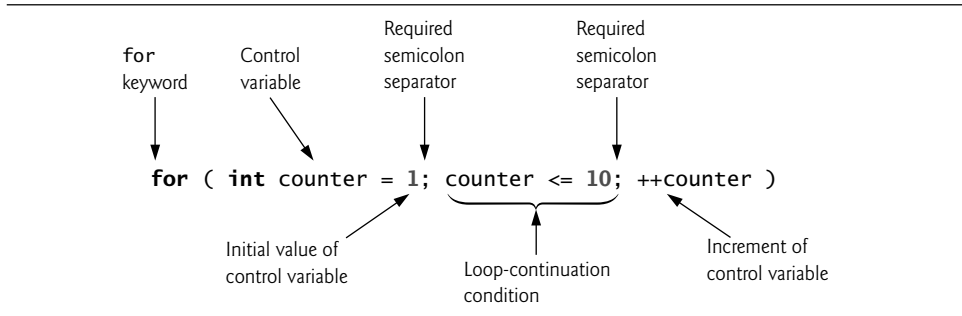 for
keyword
Control
variable
Required
semicolon
separator
Required
semicolon
separator
for ( int counter = 1; counter <= 10; ++counter )
Initial value of
control variable
Loop-continuation
condition
Increment of
control variable